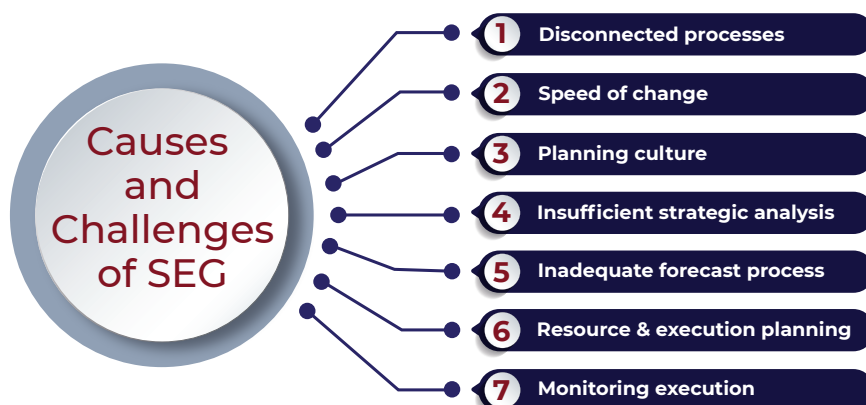 Causes
and
Challenges
of SEG
1 Disconnected processes
2 Speed of change
3 Planning culture
4 Insufficient strategic analysis
5 Inadequate forecast process
6 Resource & execution planning
7 Monitoring execution